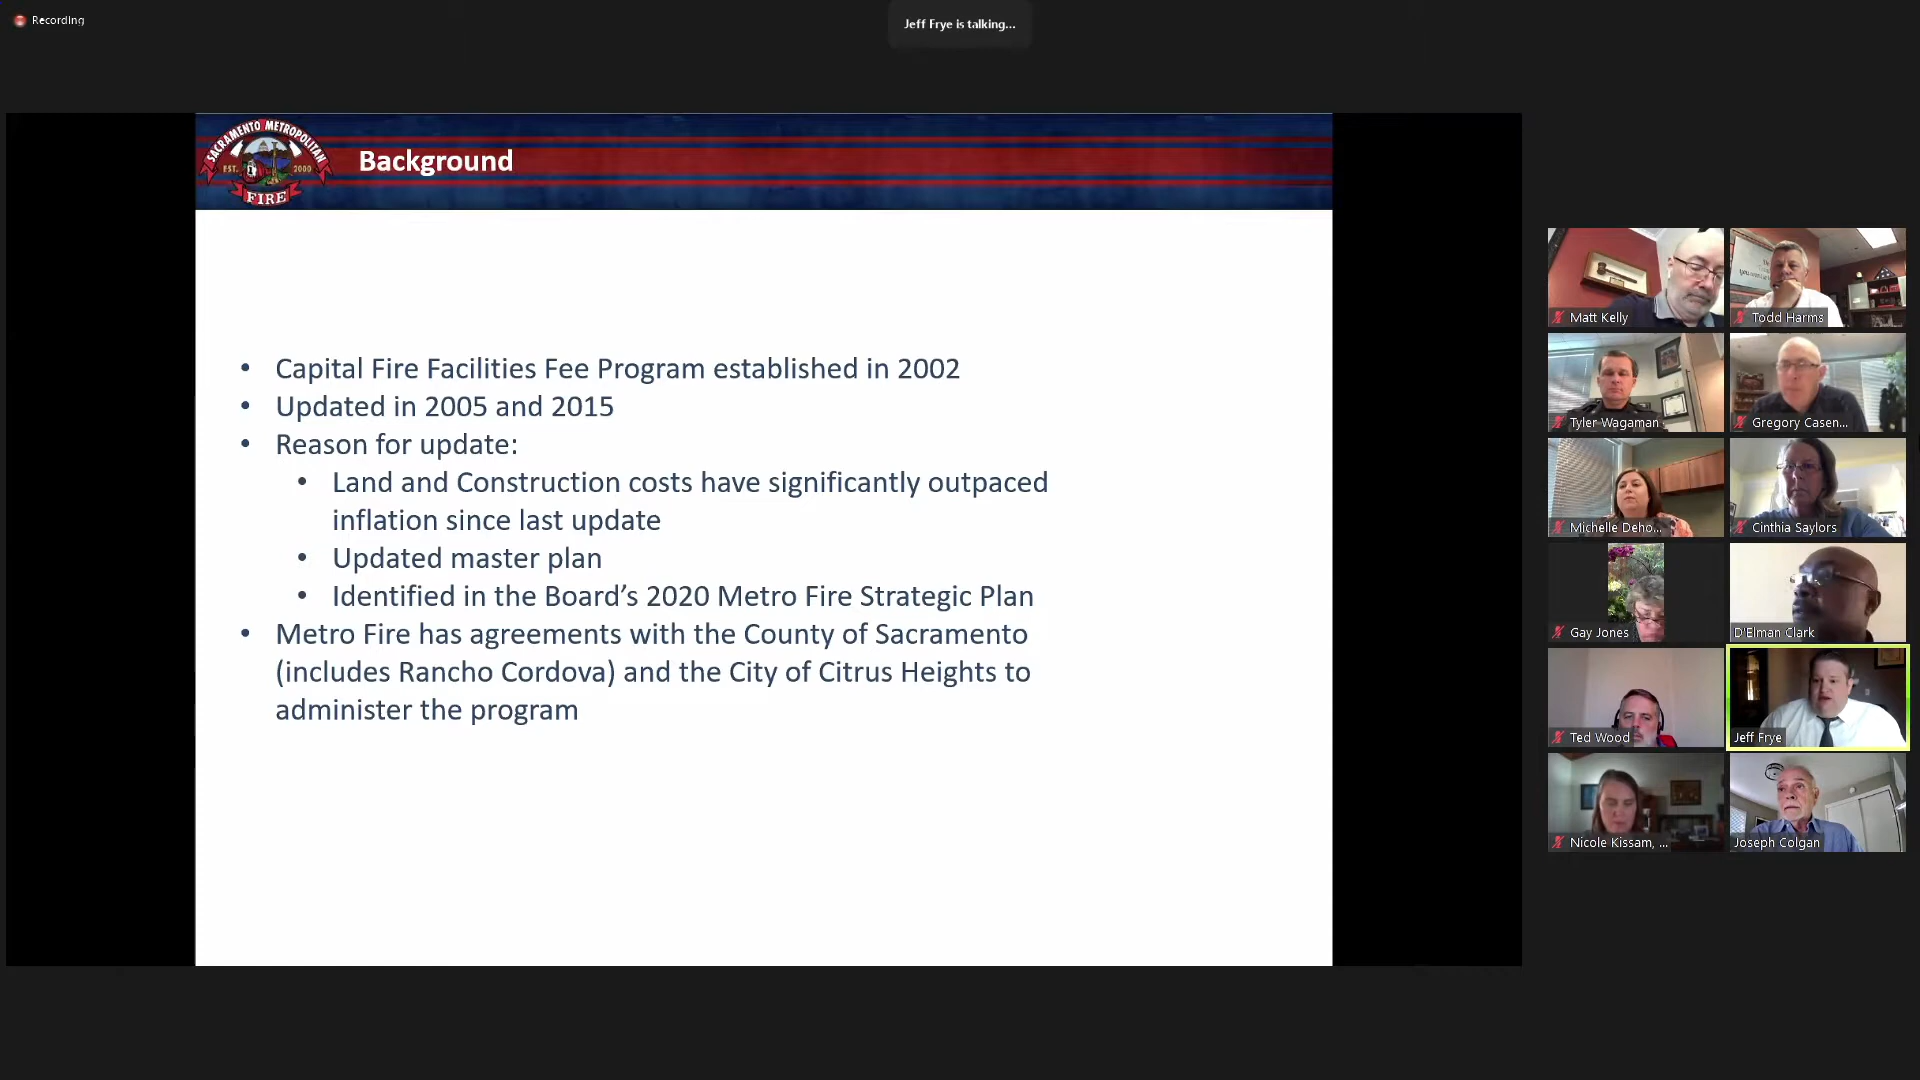 Recording
Jeff Frye is talking...
SACRAMENTO METROPOLITAN
EST. 2000
FIRE
Background
• Capital Fire Facilities Fee Program established in 2002
• Updated in 2005 and 2015
• Reason for update:
• Land and Construction costs have significantly outpaced
inflation since last update
• Updated master plan
• Identified in the Board’s 2020 Metro Fire Strategic Plan
• Metro Fire has agreements with the County of Sacramento
(includes Rancho Cordova) and the City of Citrus Heights to
administer the program
Matt Kelly
Todd Harms
Tyler Wagaman
Gregory Casen...
Michelle Deho...
Cinthia Saylors
Gay Jones
D'Elman Clark
Ted Wood
Jeff Frye
Nicole Kissam, ...
Joseph Colgan